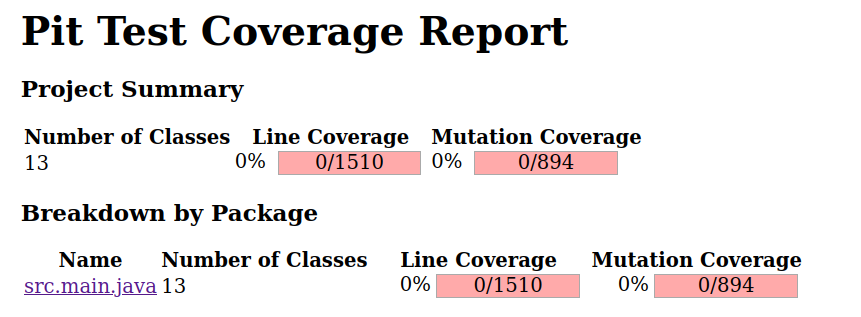 Pit Test Coverage Report
Project Summary
Number of Classes Line Coverage Mutation Coverage
13 0% 0/1510 0% 0/894
Breakdown by Package
Name Number of Classes Line Coverage Mutation Coverage
src.main.java 13 0% 0/1510 0% 0/894